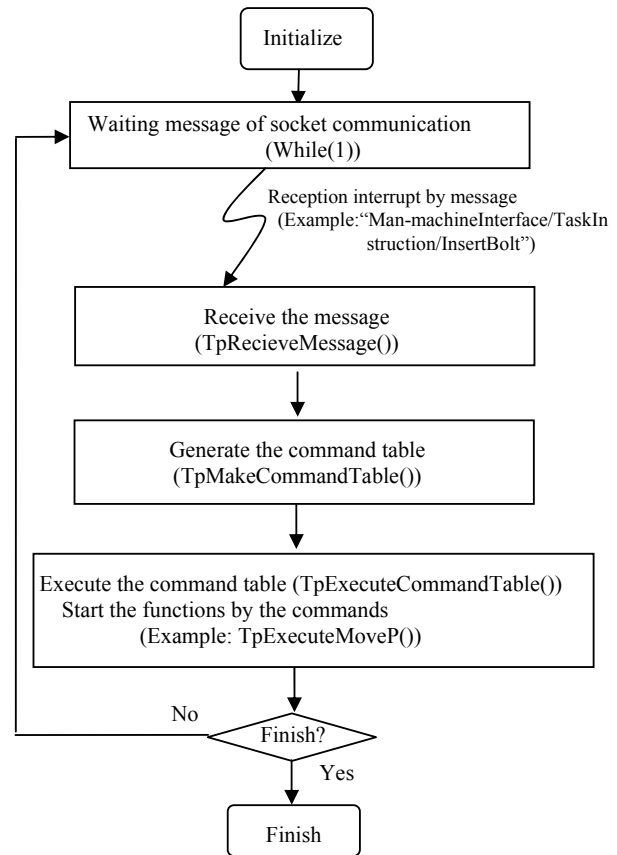 Initialize
Waiting message of socket communication
(While(1))
Reception interrupt by message
(Example:“Man-machineInterface/TaskIn
struction/InsertBolt”)
Receive the message
(TpRecieveMessage())
Generate the command table
(TpMakeCommandTable())
Execute the command table (TpExecuteCommandTable())
Start the functions by the commands
(Example: TpExecuteMoveP())
No
Finish?
Yes
Finish